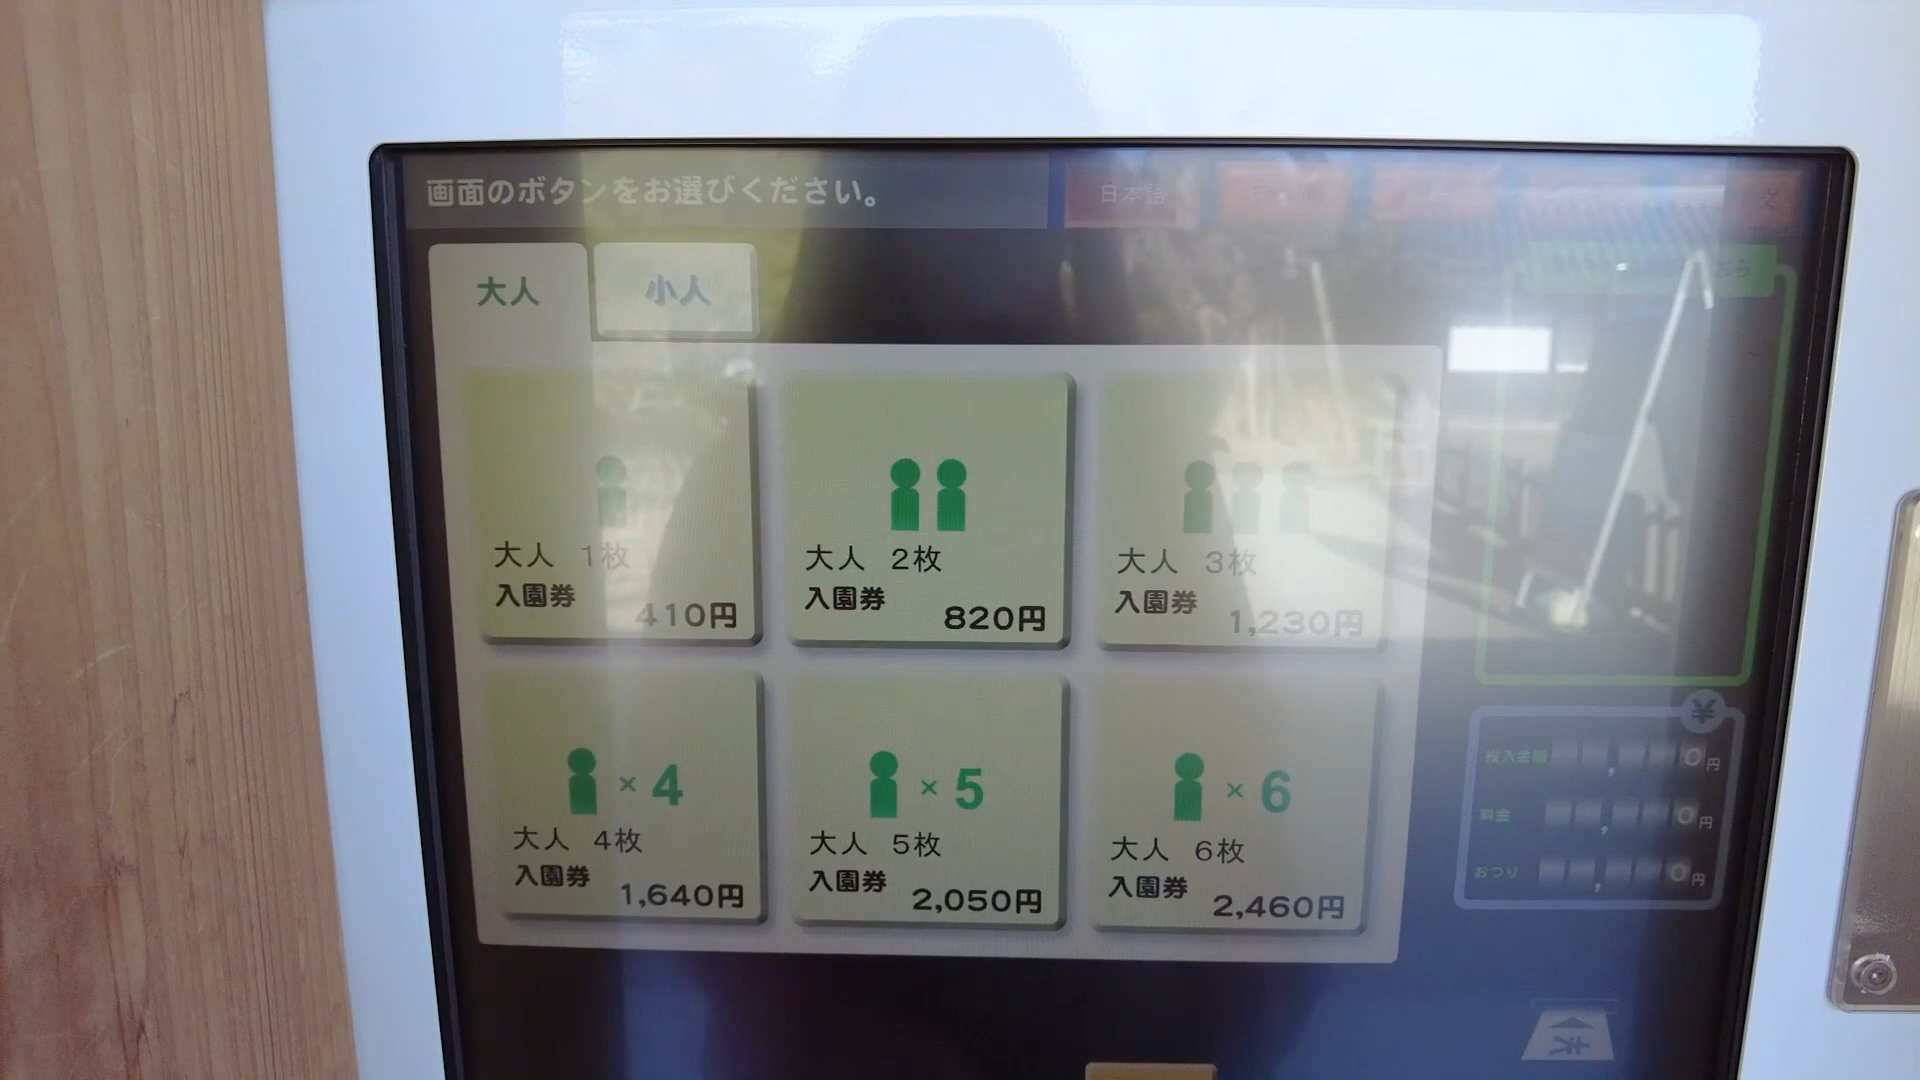 画面のボタンをお選びください。
日本語
文
大人
小人
大人 1枚
入園券
410円
大人 2枚
入園券
820円
大人 3枚
入園券
1,230円
× 4
大人 4枚
入園券
1,640円
× 5
大人 5枚
入園券
2,050円
× 6
大人 6枚
入園券
2,460円
¥
投入金額 0円
料金 0円
おつり 0円